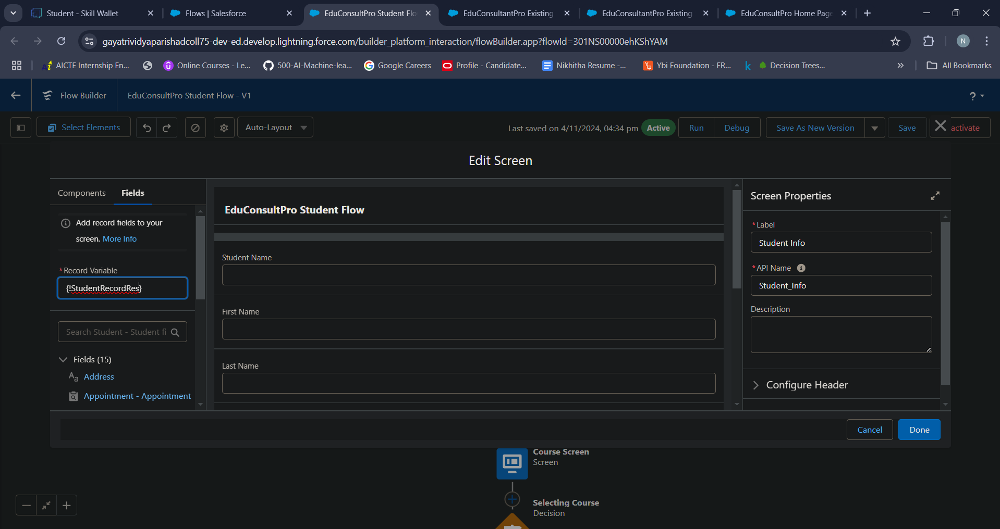 Student - Skill Wallet
Flows | Salesforce
EduConsultPro Student Flo
EduConsultantPro Existing
EduConsultantPro Existing
EduConsultPro Home Page
gayatrividyaparishadcoll75-dev-ed.develop.lightning.force.com/builder_platform_interaction/flowBuilder.app?flowId=301NS00000ehKShYAM
N
AICTE Internship En...
Online Courses - Le...
500-AI-Machine-lea...
Google Careers
Profile - Candidate...
Nikhitha Resume -...
Ybi Foundation - FR...
k
Decision Trees...
All Bookmarks
Flow Builder
EduConsultPro Student Flow - V1
?
Select Elements
Auto-Layout
Last saved on 4/11/2024, 04:34 pm
Active
Run
Debug
Save As New Version
Save
activate
Edit Screen
Components
Fields
Add record fields to your
screen. More Info
*Record Variable
{!StudentRecordRes}
Search Student - Student fi
Fields (15)
Address
Appointment - Appointment
EduConsultPro Student Flow
Student Name
First Name
Last Name
Screen Properties
*Label
Student Info
*API Name
Student_Info
Description
Configure Header
Cancel
Done
Course Screen
Screen
Selecting Course
Decision